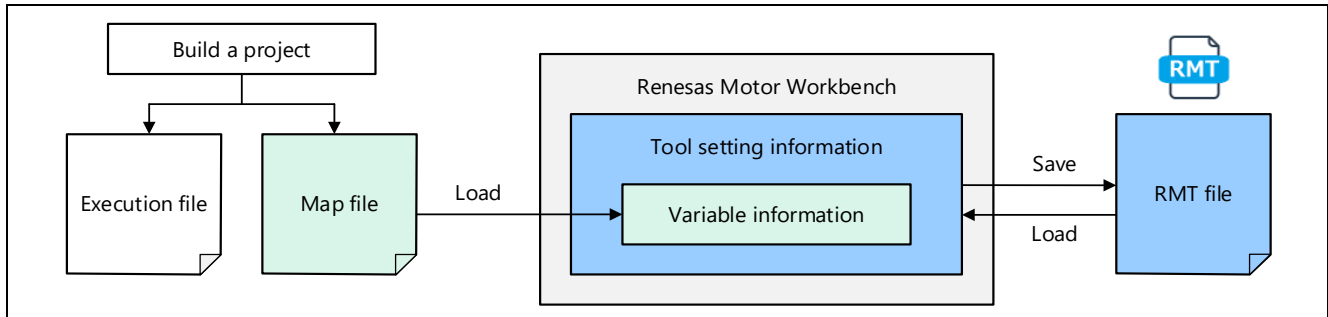 Build a project
Execution file
Map file
Load
Renesas Motor Workbench
Tool setting information
Variable information
Save
Load
RMT
RMT file